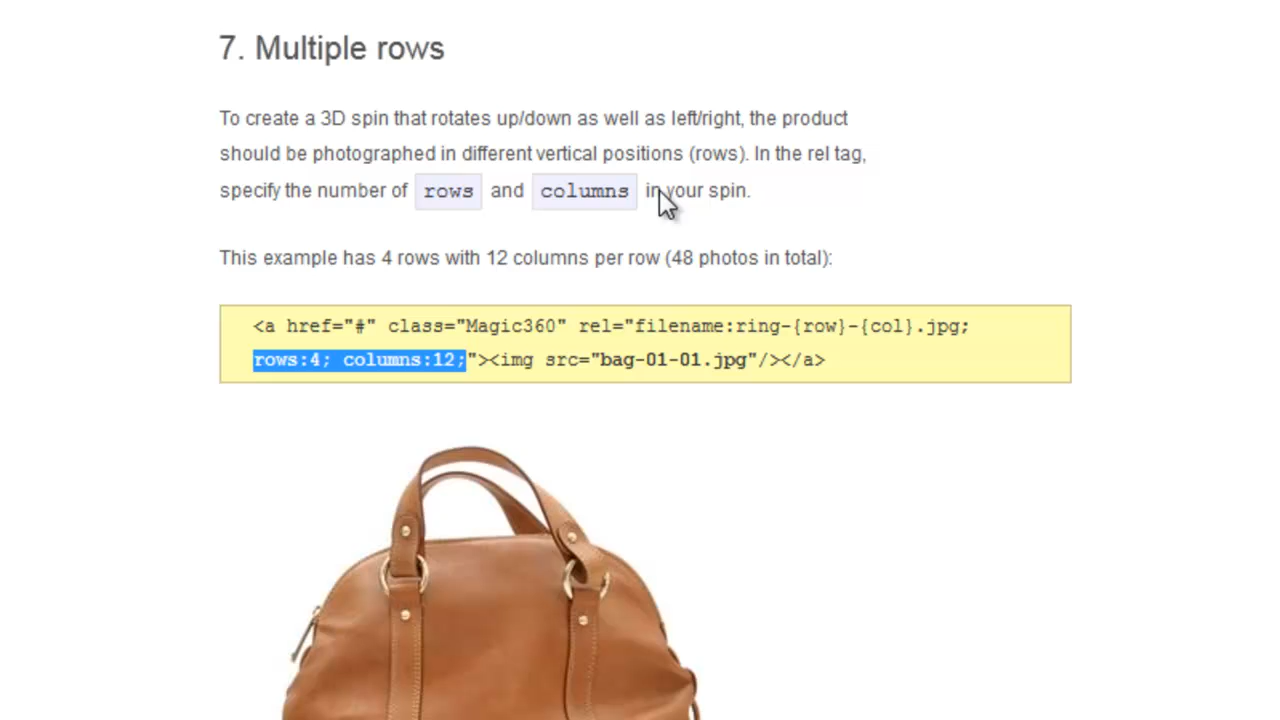 7. Multiple rows
To create a 3D spin that rotates up/down as well as left/right, the product
should be photographed in different vertical positions (rows). In the rel tag,
specify the number of rows and columns in your spin.
This example has 4 rows with 12 columns per row (48 photos in total):
<a href="#" class="Magic360" rel="filename:ring-{row}-{col}.jpg;
rows:4; columns:12;"><img src="bag-01-01.jpg"/></a>